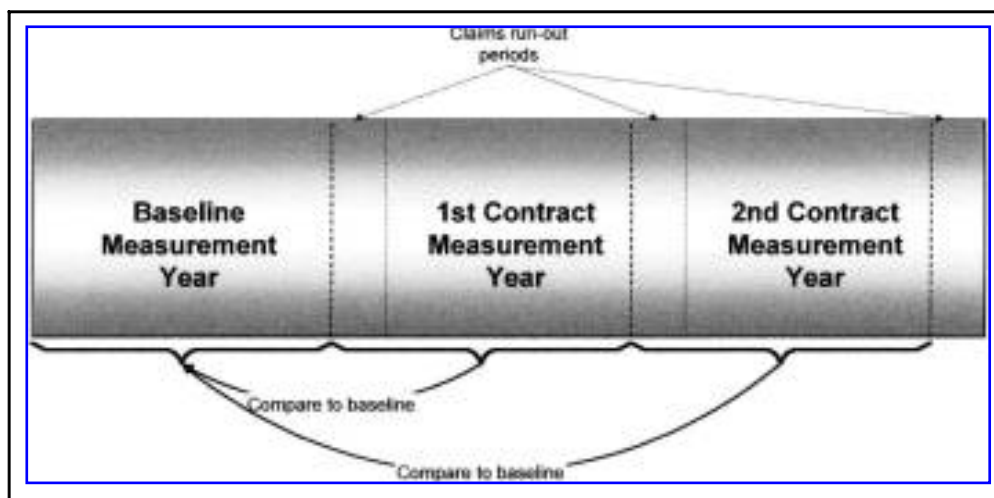 Claims run-out
periods
Baseline
Measurement
Year
1st Contract
Measurement
Year
2nd Contract
Measurement
Year
Compare to baseline
Compare to baseline